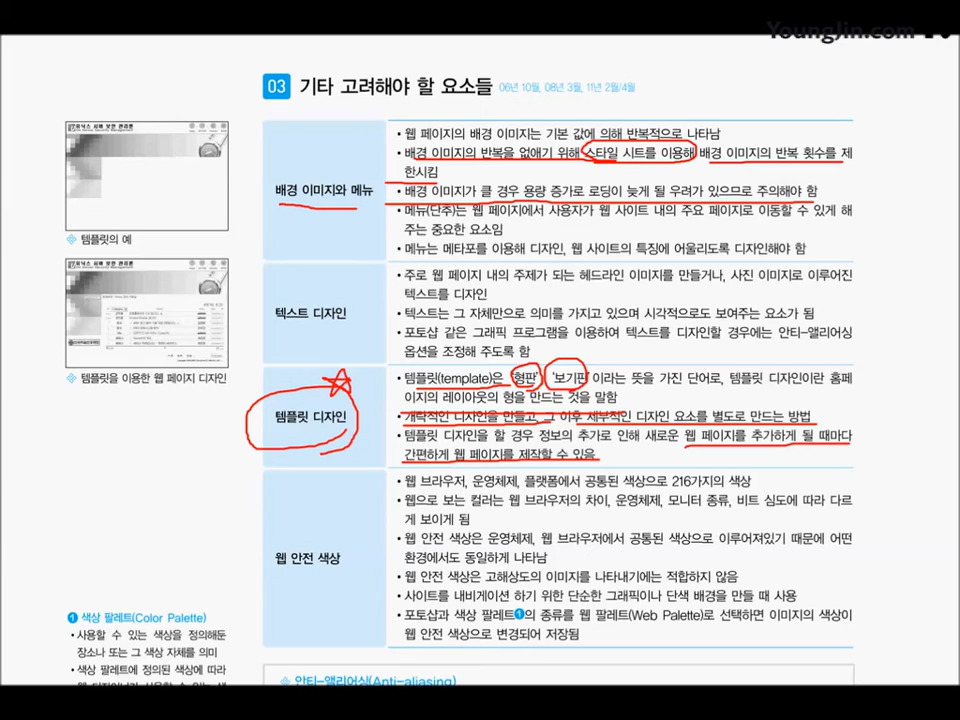 YoungJin.com
03 기타 고려해야 할 요소들 06년 10월, 08년 3월, 11년 2월/4월
템플릿의 예
템플릿을 이용한 웹 페이지 디자인
배경 이미지와 메뉴
• 웹 페이지의 배경 이미지는 기본 값에 의해 반복적으로 나타남
• 배경 이미지의 반복을 없애기 위해 스타일 시트를 이용해 배경 이미지의 반복 횟수를 제
한시킴
• 배경 이미지가 클 경우 용량 증가로 로딩이 늦게 될 우려가 있으므로 주의해야 함
• 메뉴(단추)는 웹 페이지에서 사용자가 웹 사이트 내의 주요 페이지로 이동할 수 있게 해
주는 중요한 요소임
• 메뉴는 메타포를 이용해 디자인, 웹 사이트의 특징에 어울리도록 디자인해야 함
텍스트 디자인
• 주로 웹 페이지 내의 주제가 되는 헤드라인 이미지를 만들거나, 사진 이미지로 이루어진
텍스트를 디자인
• 텍스트는 그 자체만으로 의미를 가지고 있으며 시각적으로도 보여주는 요소가 됨
• 포토샵 같은 그래픽 프로그램을 이용하여 텍스트를 디자인할 경우에는 안티-앨리어싱
옵션을 조정해 주도록 함
템플릿 디자인
• 템플릿(template)은 '형판' '보기판'이라는 뜻을 가진 단어로, 템플릿 디자인이란 홈페
이지의 레이아웃의 형을 만드는 것을 말함
• 개략적인 디자인을 만들고, 그 이후 세부적인 디자인 요소를 별도로 만드는 방법
• 템플릿 디자인을 할 경우 정보의 추가로 인해 새로운 웹 페이지를 추가하게 될 때마다
간편하게 웹 페이지를 제작할 수 있음
웹 안전 색상
• 웹 브라우저, 운영체제, 플랫폼에서 공통된 색상으로 216가지의 색상
• 웹으로 보는 컬러는 웹 브라우저의 차이, 운영체제, 모니터 종류, 비트 심도에 따라 다르
게 보이게 됨
• 웹 안전 색상은 운영체제, 웹 브라우저에서 공통된 색상으로 이루어져있기 때문에 어떤
환경에서도 동일하게 나타남
• 웹 안전 색상은 고해상도의 이미지를 나타내기에는 적합하지 않음
• 사이트를 내비게이션 하기 위한 단순한 그래픽이나 단색 배경을 만들 때 사용
• 포토샵과 색상 팔레트❶의 종류를 웹 팔레트(Web Palette)로 선택하면 이미지의 색상이
웹 안전 색상으로 변경되어 저장됨
❶ 색상 팔레트(Color Palette)
• 사용할 수 있는 색상을 정의해둔
장소나 또는 그 색상 자체를 의미
• 색상 팔레트에 정의된 색상에 따라
안티-앨리어싱(Anti-aliasing)